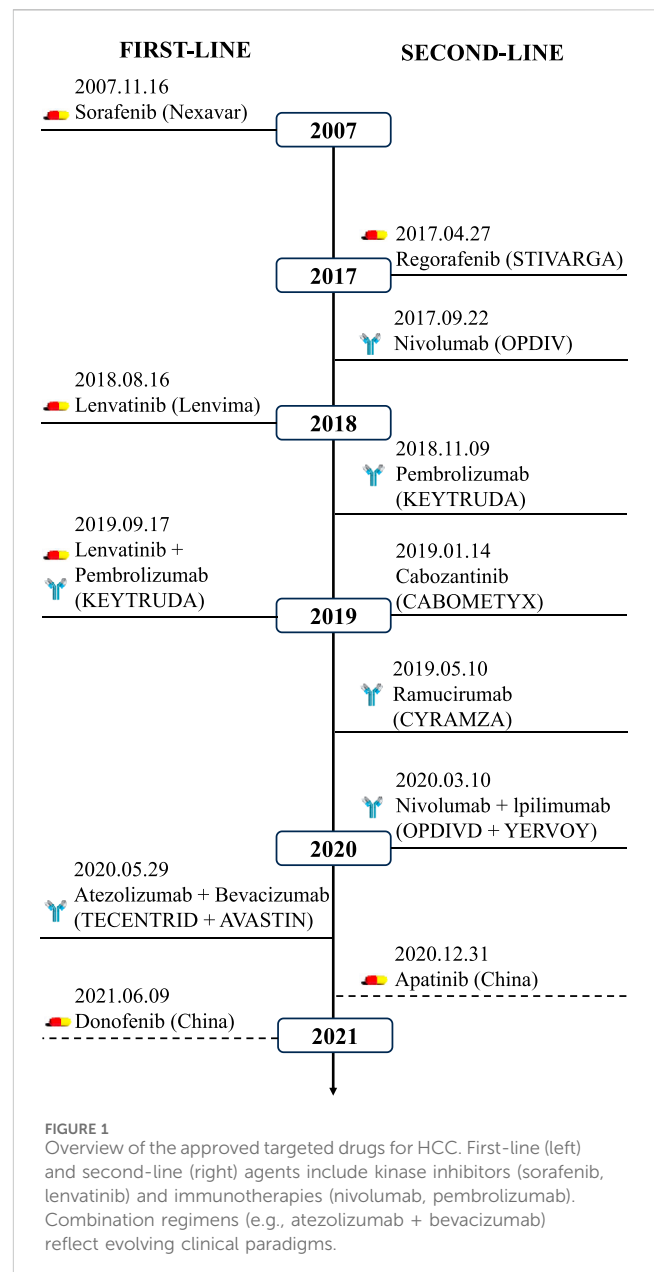 FIRST-LINE
SECOND-LINE
2007.11.16
Sorafenib (Nexavar)
2007
2017.04.27
Regorafenib (STIVARGA)
2017
2017.09.22
Nivolumab (OPDIV)
2018.08.16
Lenvatinib (Lenvima)
2018
2018.11.09
Pembrolizumab
(KEYTRUDA)
2019.09.17
Lenvatinib +
Pembrolizumab
(KEYTRUDA)
2019.01.14
Cabozantinib
(CABOMETYX)
2019
2019.05.10
Ramucirumab
(CYRAMZA)
2020.03.10
Nivolumab + lpilimumab
(OPDIVD + YERVOY)
2020
2020.05.29
Atezolizumab + Bevacizumab
(TECENTRID + AVASTIN)
2020.12.31
Apatinib (China)
2021.06.09
Donofenib (China)
2021
FIGURE 1
Overview of the approved targeted drugs for HCC. First-line (left)
and second-line (right) agents include kinase inhibitors (sorafenib,
lenvatinib) and immunotherapies (nivolumab, pembrolizumab).
Combination regimens (e.g., atezolizumab + bevacizumab)
reflect evolving clinical paradigms.